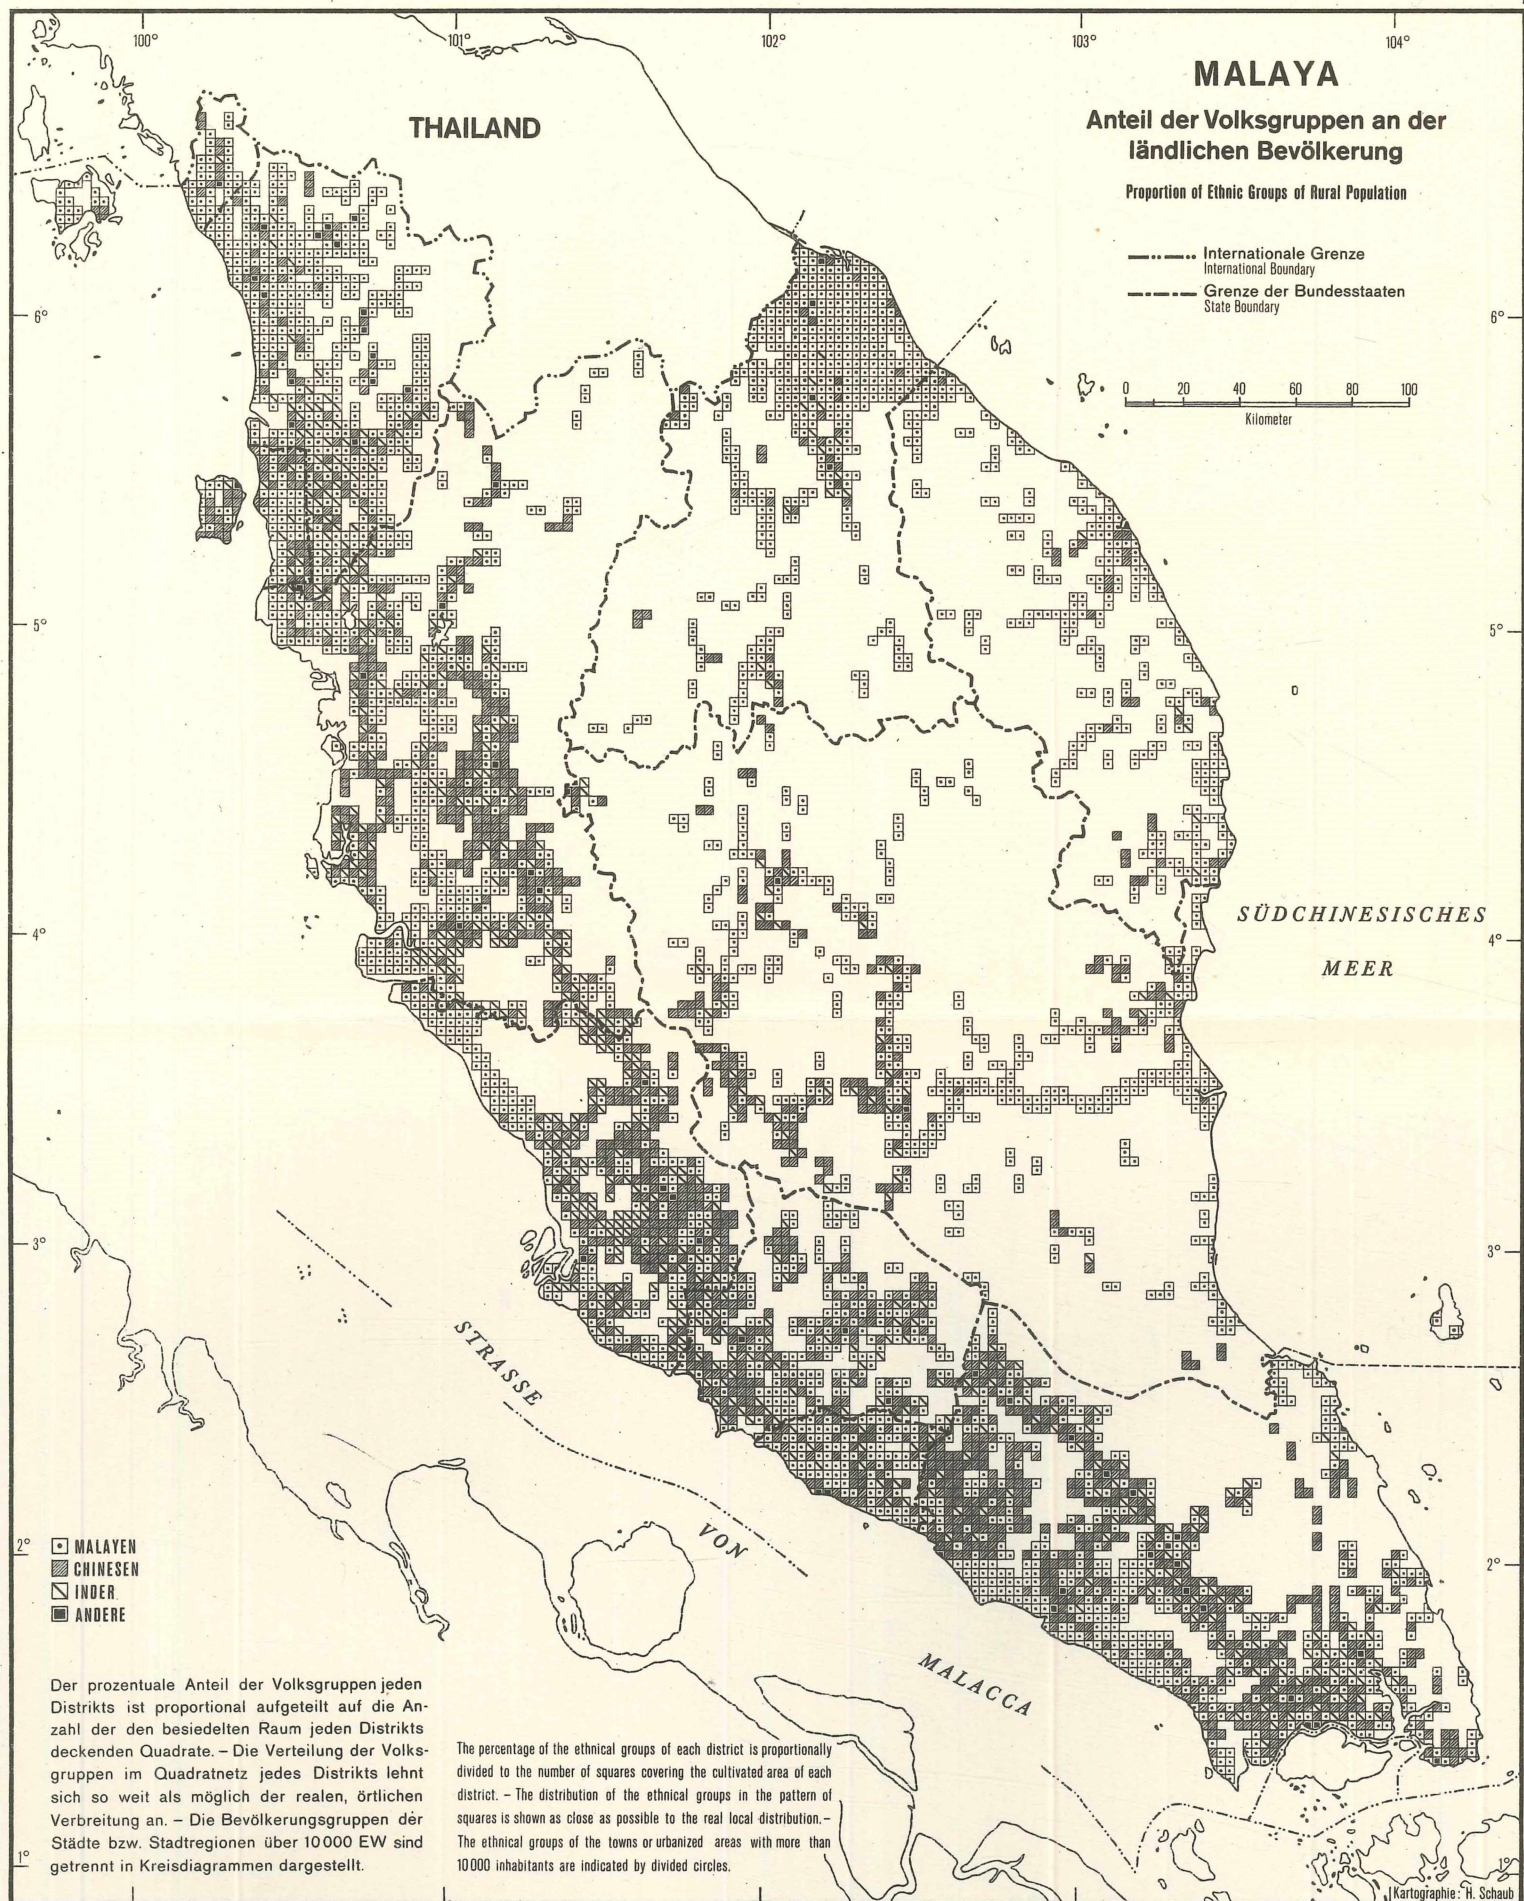 100°
101°
102°
103°
104°
MALAYA
Anteil der Volksgruppen an der
ländlichen Bevölkerung
Proportion of Ethnic Groups of Rural Population
Internationale Grenze
International Boundary
Grenze der Bundesstaaten
State Boundary
0 20 40 60 80 100
Kilometer
THAILAND
6°
6°
5°
5°
4°
4°
3°
3°
2°
2°
1°
1°
SÜDCHINESISCHES
MEER
STRASSE
VON
MALACCA
MALAYEN
CHINESEN
INDER
ANDERE
Der prozentuale Anteil der Volksgruppen jeden
Distrikts ist proportional aufgeteilt auf die An-
zahl der den besiedelten Raum jeden Distrikts
deckenden Quadrate. – Die Verteilung der Volks-
gruppen im Quadratnetz jedes Distrikts lehnt
sich so weit als möglich der realen, örtlichen
Verbreitung an. – Die Bevölkerungsgruppen der
Städte bzw. Stadtregionen über 10000 EW sind
getrennt in Kreisdiagrammen dargestellt.
The percentage of the ethnical groups of each district is proportionally
divided to the number of squares covering the cultivated area of each
district. – The distribution of the ethnical groups in the pattern of
squares is shown as close as possible to the real local distribution. –
The ethnical groups of the towns or urbanized areas with more than
10000 inhabitants are indicated by divided circles.
Kartographie: H. Schaub